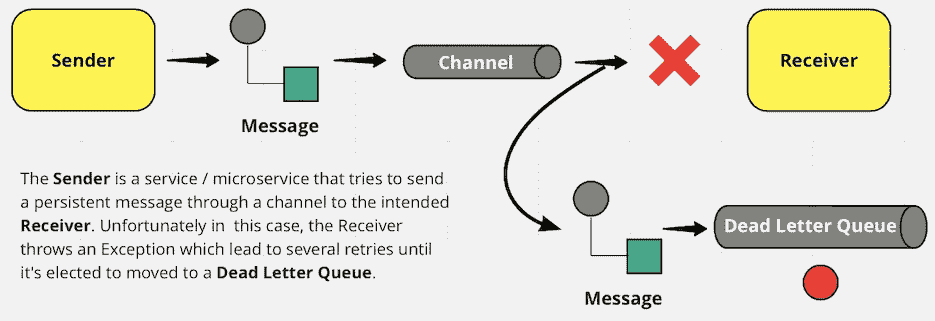 Sender
Channel
Receiver
Message
The Sender is a service / microservice that tries to send
a persistent message through a channel to the intended
Receiver. Unfortunately in this case, the Receiver
throws an Exception which lead to several retries until
it's elected to moved to a Dead Letter Queue.
Dead Letter Queue
Message